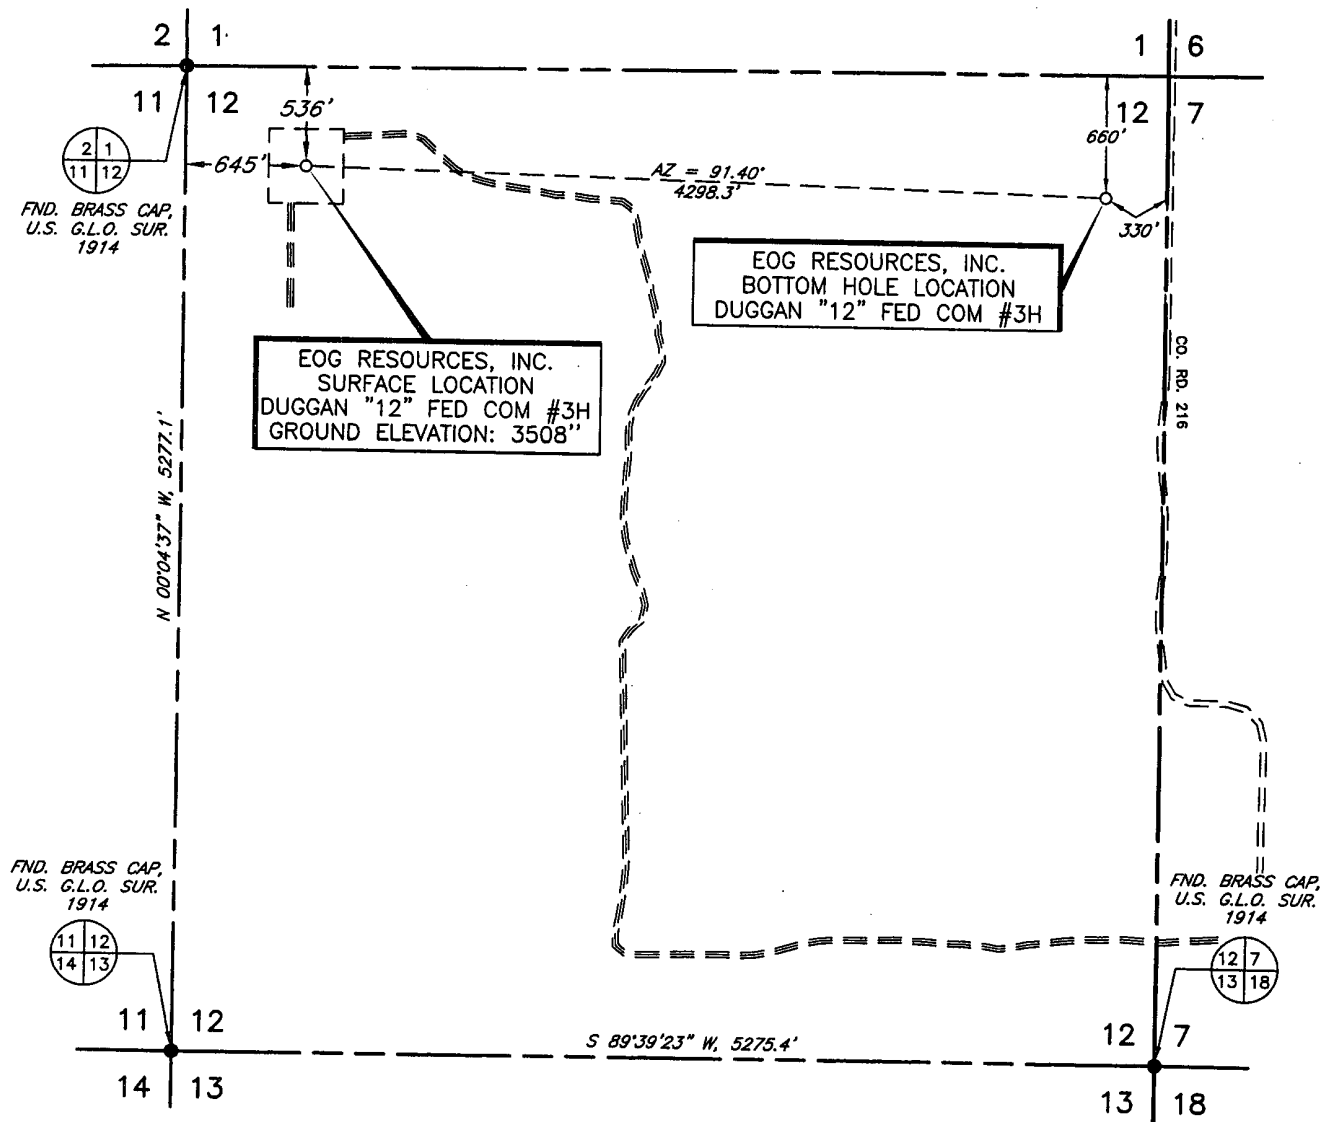 2 1
1 6
11 12
12 7
536'
660'
645'
AZ = 91.40°
4298.3'
330'
2 1
11 12
FND. BRASS CAP,
U.S. G.L.O. SUR.
1914
EOG RESOURCES, INC.
BOTTOM HOLE LOCATION
DUGGAN "12" FED COM #3H
EOG RESOURCES, INC.
SURFACE LOCATION
DUGGAN "12" FED COM #3H
GROUND ELEVATION: 3508''
CO. RD. 216
N 00°04'37" W, 5277.1'
FND. BRASS CAP,
U.S. G.L.O. SUR.
1914
11 12
14 13
FND. BRASS CAP,
U.S. G.L.O. SUR.
1914
12 7
13 18
11 12
14 13
S 89°39'23" W, 5275.4'
12 7
13 18